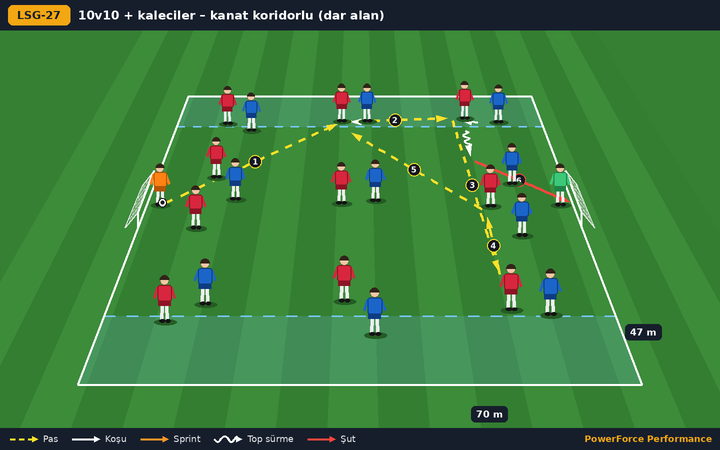 LSG-27 10v10 + kaleciler – kanat koridorlu (dar alan)
1
2
3
4
5
6
47 m
70 m
Pas Koşu Sprint Top sürme Şut
PowerForce Performance